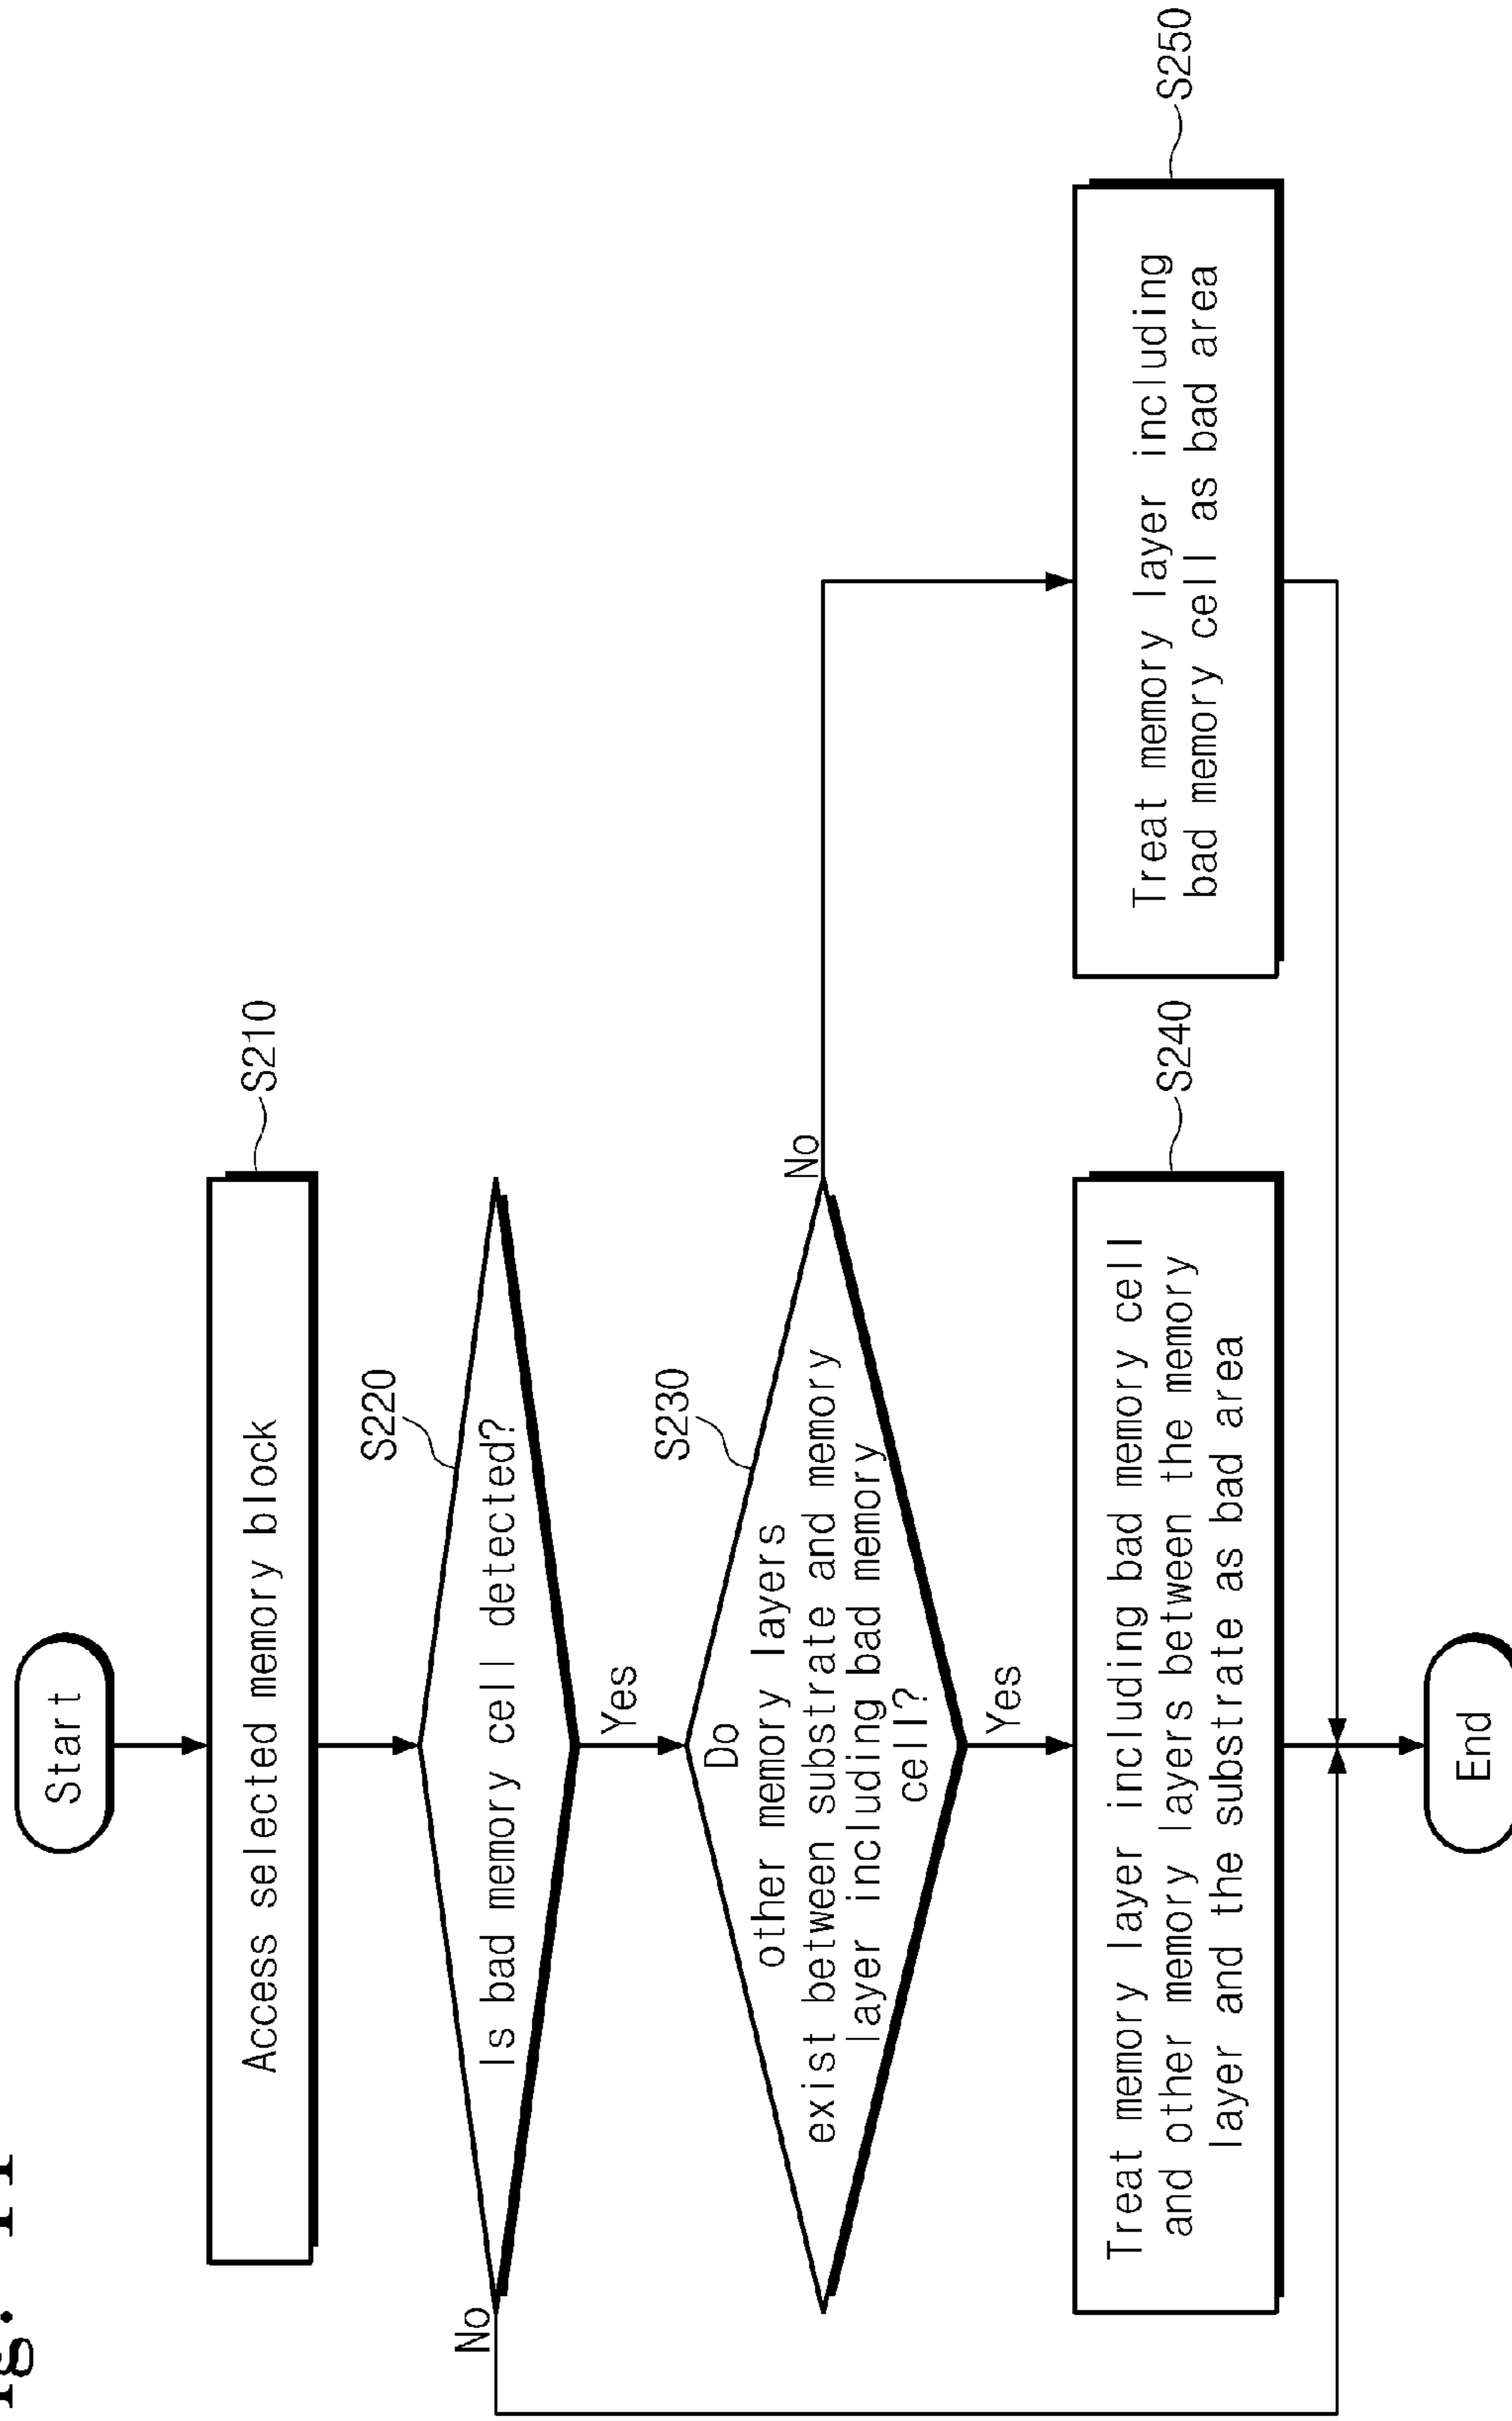 Start
Access selected memory block
S210
S220
Is bad memory cell detected?
No
Yes
S230
Do
other memory layers
exist between substrate and memory
layer including bad memory
cell?
No
Yes
Treat memory layer including bad memory cell
and other memory layers between the memory
layer and the substrate as bad area
S240
Treat memory layer including
bad memory cell as bad area
S250
End